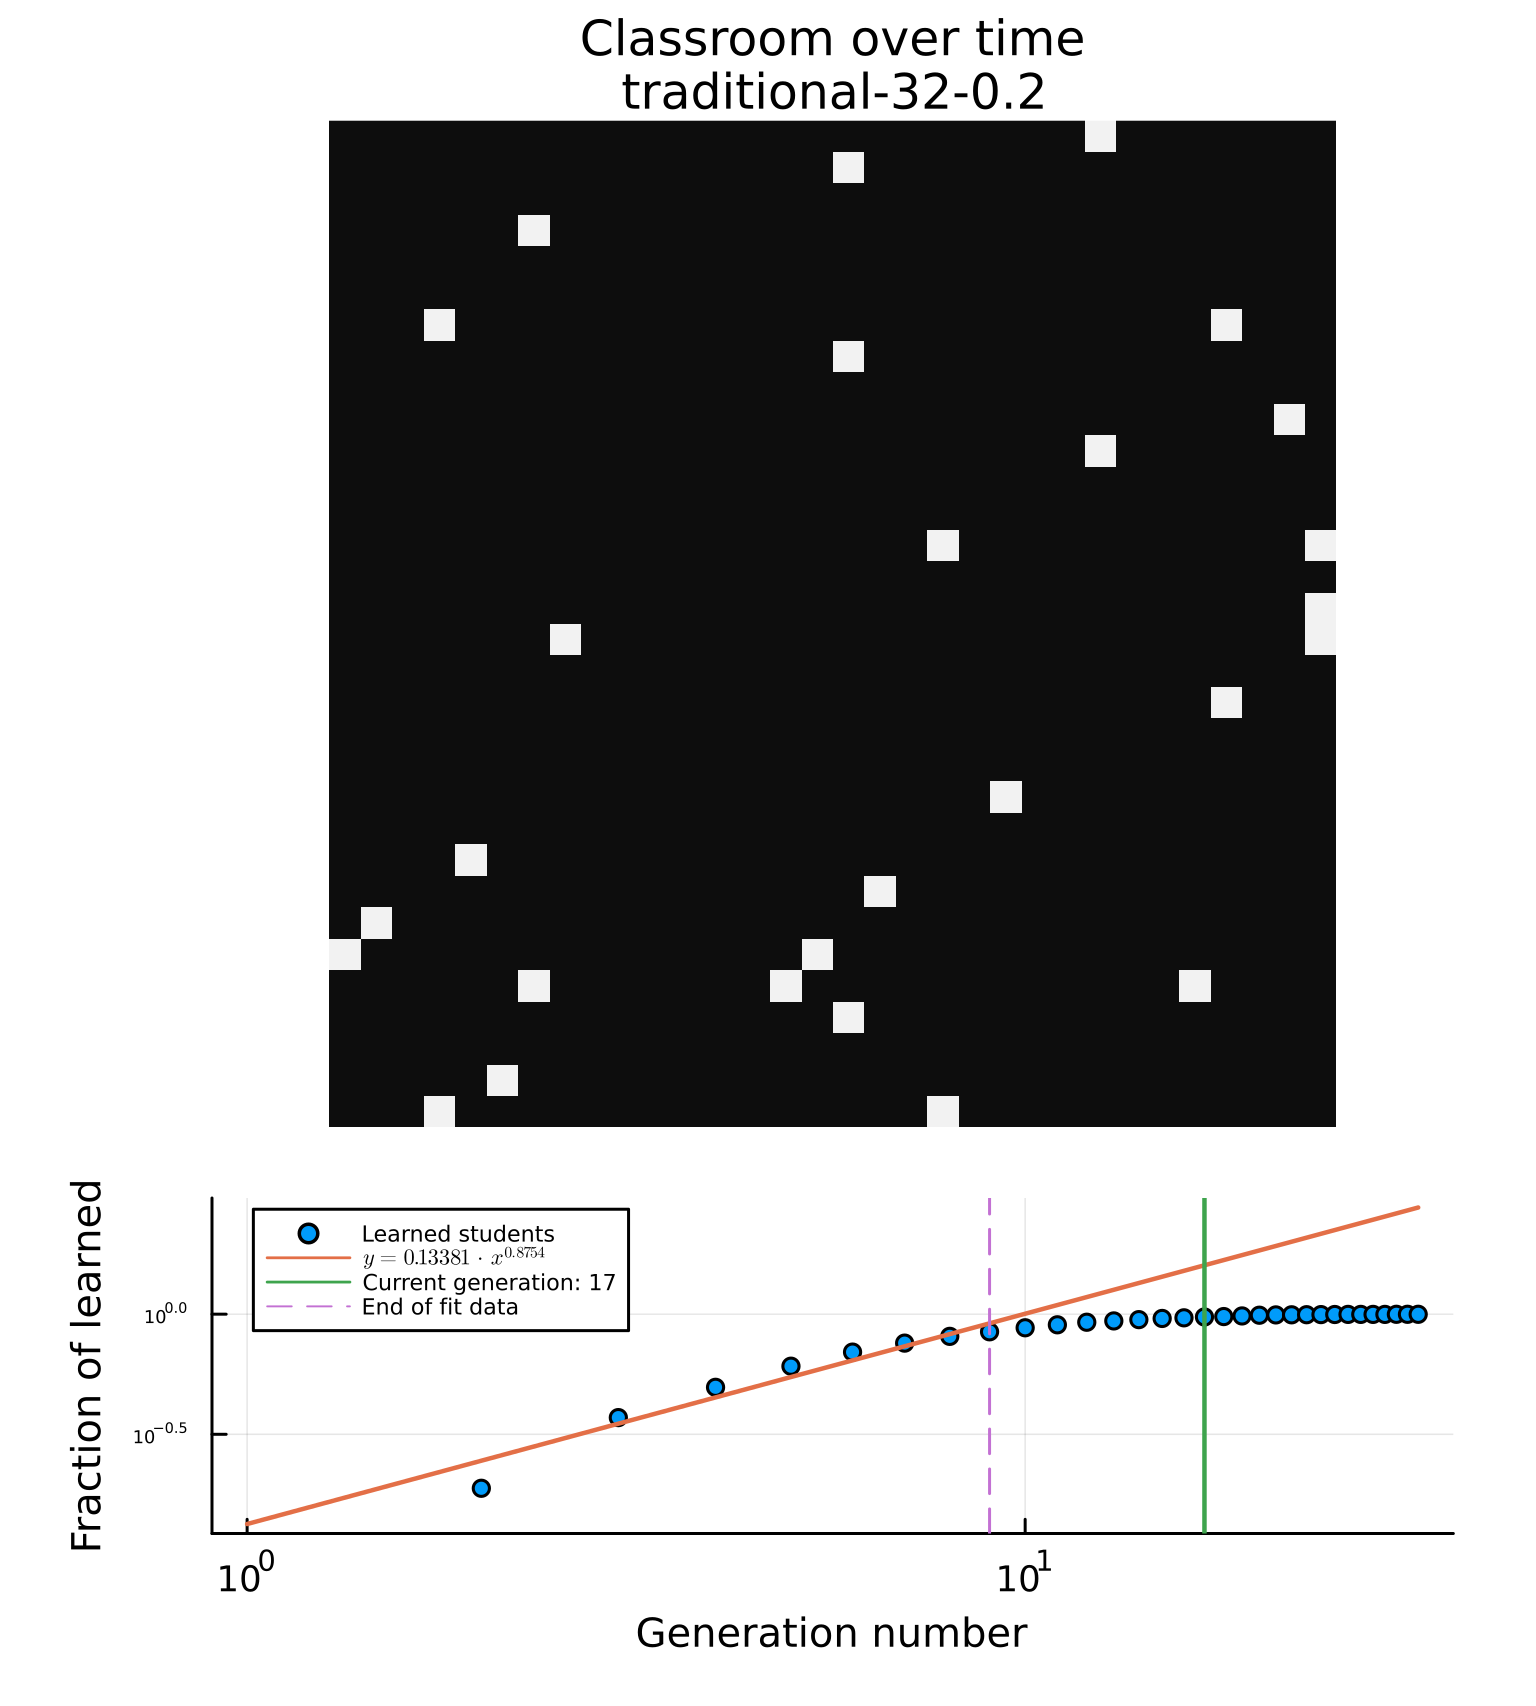 Classroom over time
traditional-32-0.2
Fraction of learned
Learned students
y = 0.13381 · x^0.8754
Current generation: 17
End of fit data
10^0.0
10^−0.5
10^0
10^1
Generation number